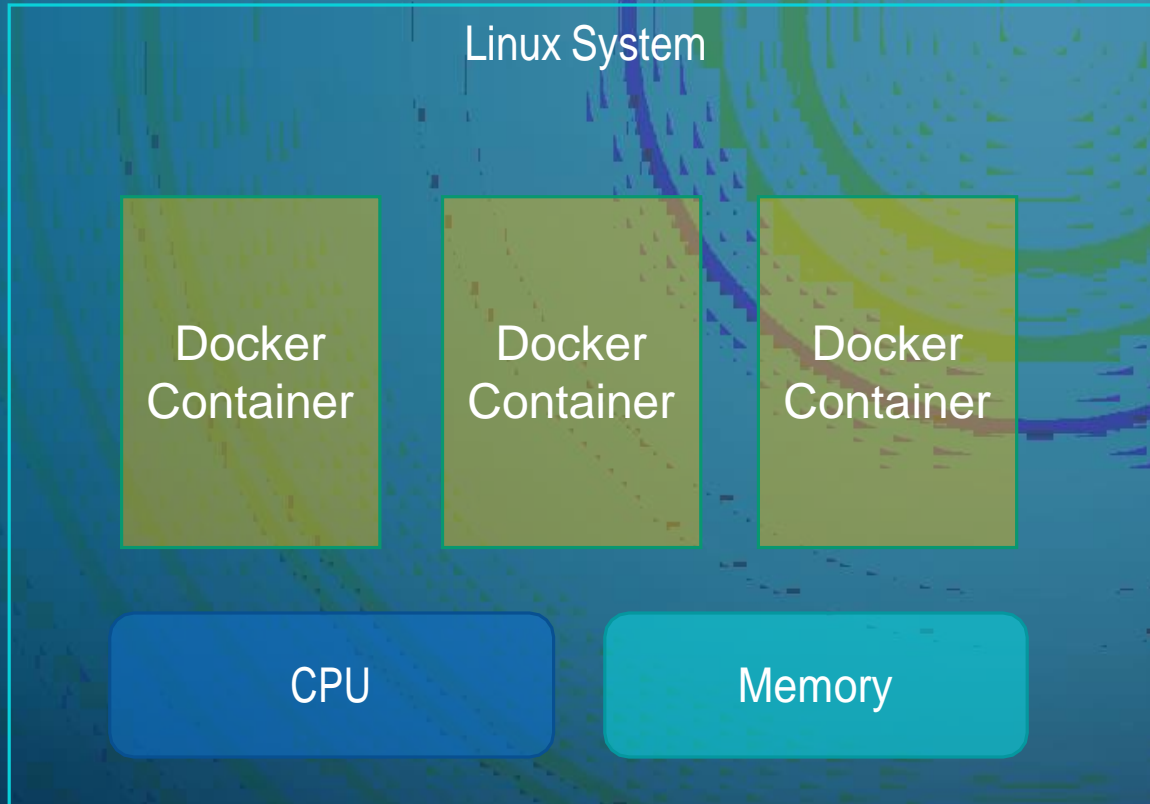 Linux System
Docker
Container
Docker
Container
Docker
Container
CPU
Memory